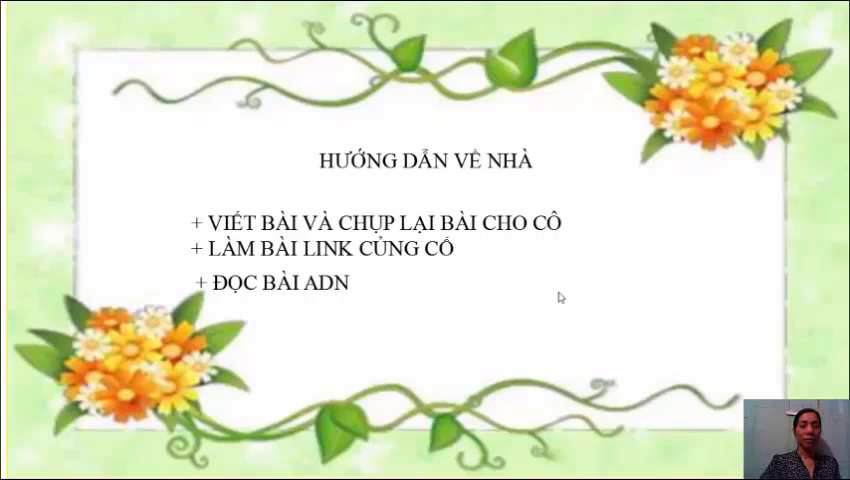 HƯỚNG DẪN VỀ NHÀ
+ VIẾT BÀI VÀ CHỤP LẠI BÀI CHO CÔ
+ LÀM BÀI LINK CỦNG CỐ
+ ĐỌC BÀI ADN